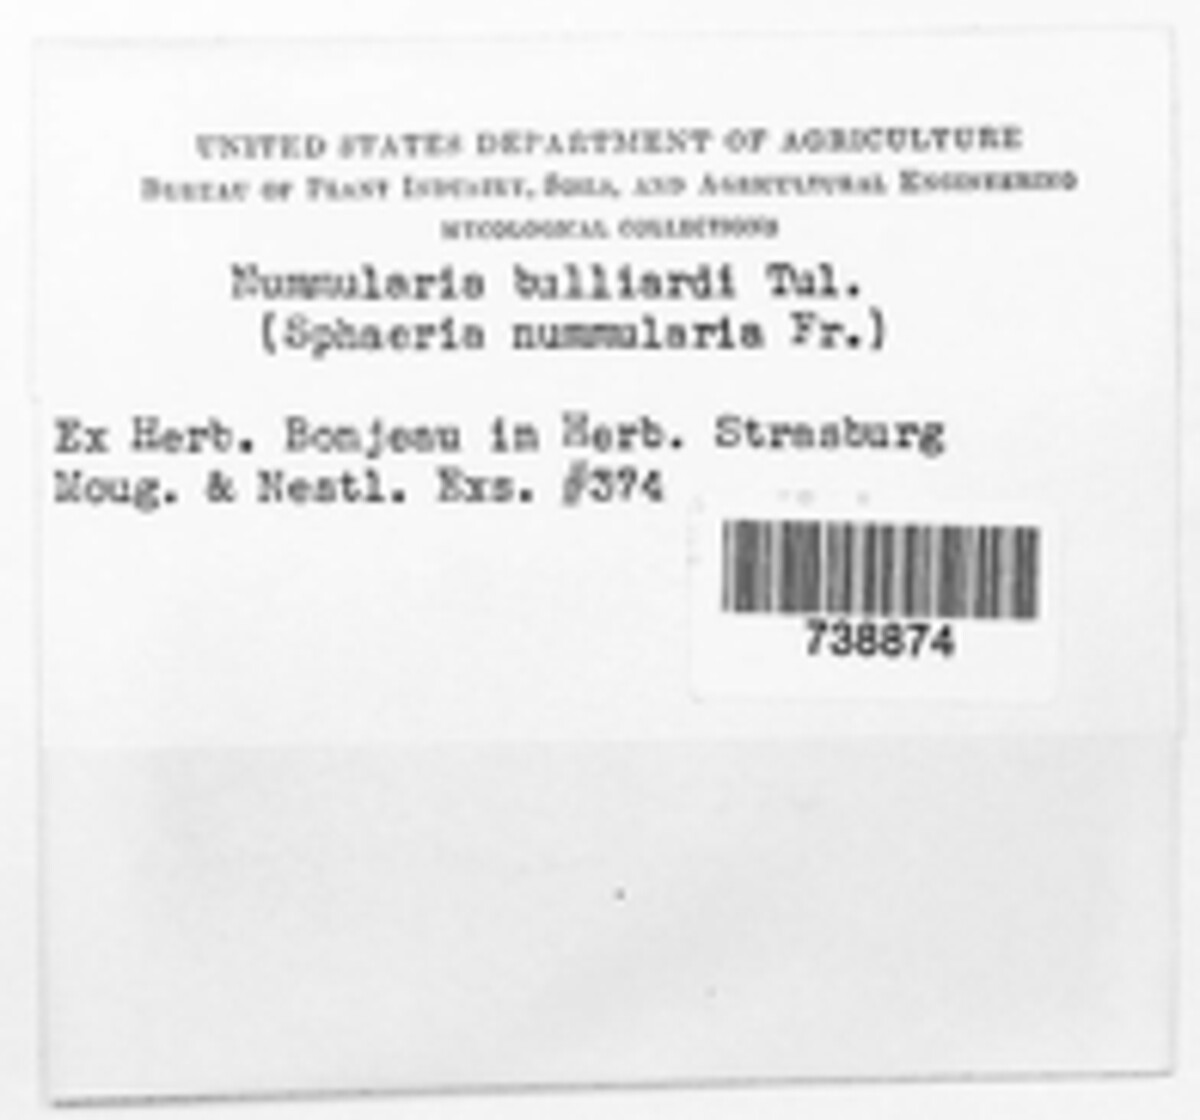 UNITED STATES DEPARTMENT OF AGRICULTURE
BUREAU OF PLANT INDUSTRY, SOILS, AND AGRICULTURAL ENGINEERING
MYCOLOGICAL COLLECTIONS
Nummularia bulliardi Tul.
(Sphaeria nummularia Fr.)
Ex Herb. Bonjeau in Herb. Strasburg
Moug. & Nestl. Exs. #374
738874